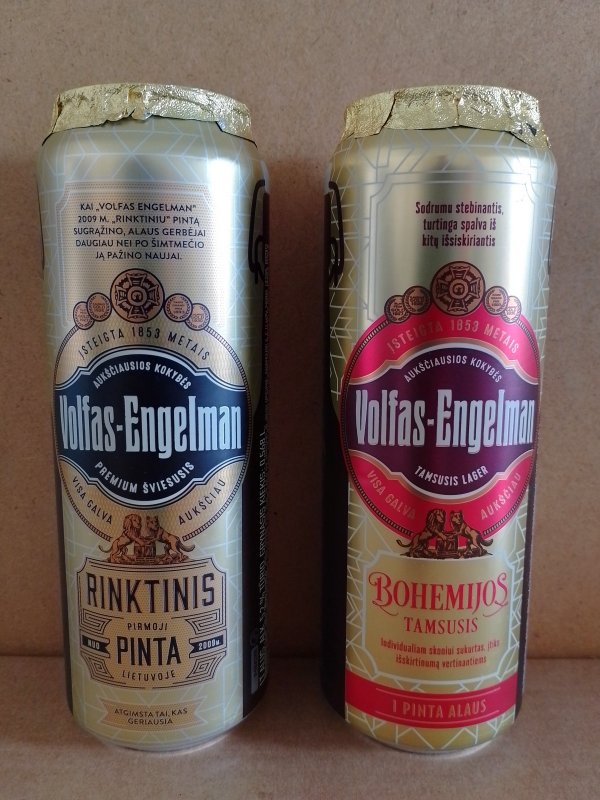 KAI „VOLFAS ENGELMAN"
2009 M. „RINKTINIU" PINTĄ
SUGRĄŽINO, ALAUS GERBĖJAI
DAUGIAU NEI PO ŠIMTMEČIO
JĄ PAŽINO NAUJAI.
ĮSTEIGTA 1853 METAIS
AUKŠČIAUSIOS KOKYBĖS
Volfas-Engelman
PREMIUM ŠVIESUSIS
VISA GALVA AUKŠČIAU
RINKTINIS
PIRMOJI
NUO PINTA 2009M.
LIETUVOJE
ATGIMSTA TAI, KAS
GERIAUSIA
Sodrumu stebinantis,
turtinga spalva iš
kitų išsiskiriantis
ĮSTEIGTA 1853 METAIS
AUKŠČIAUSIOS KOKYBĖS
Volfas-Engelman
TAMSUSIS LAGER
VISA GALVA AUKŠČIAU
BOHEMIJOS
TAMSUSIS
Individualiam skoniui sukurtas, įtiks
išskirtinumą vertinantiems
1 PINTA ALAUS